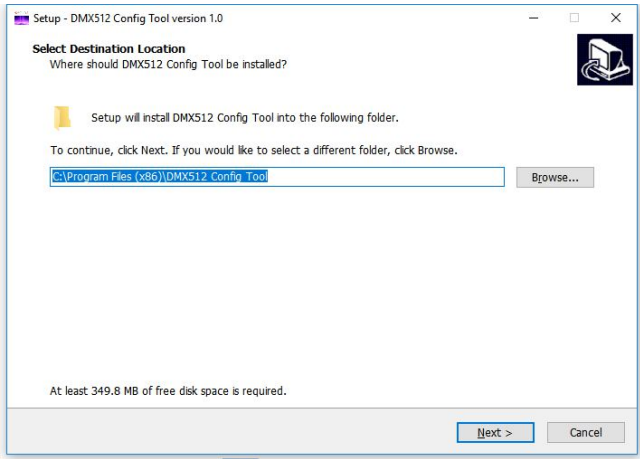 Setup - DMX512 Config Tool version 1.0
Select Destination Location
Where should DMX512 Config Tool be installed?
Setup will install DMX512 Config Tool into the following folder.
To continue, click Next. If you would like to select a different folder, click Browse.
C:\Program Files (x86)\DMX512 Config Tool
Browse...
At least 349.8 MB of free disk space is required.
Next >
Cancel